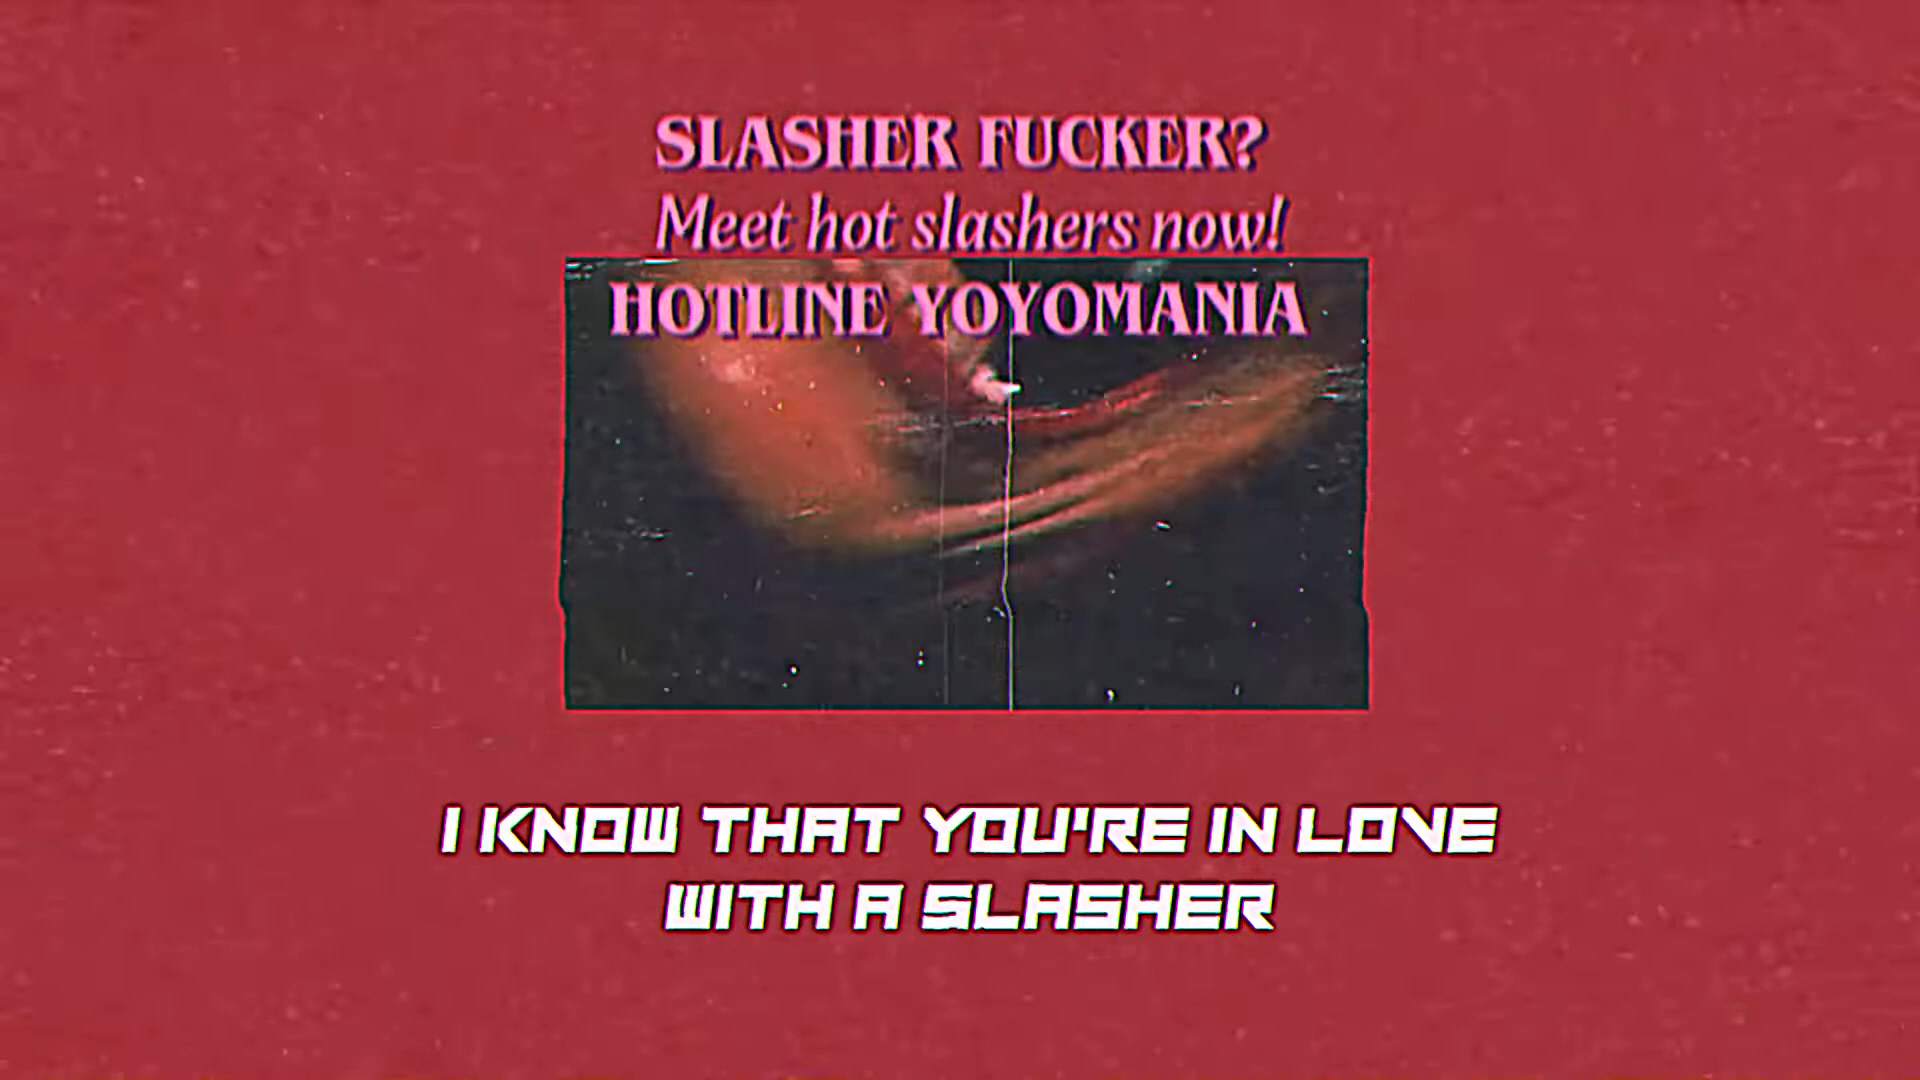 SLASHER FUCKER?
Meet hot slashers now!
HOTLINE YOYOMANIA
I KNOW THAT YOU'RE IN LOVE
WITH A SLASHER